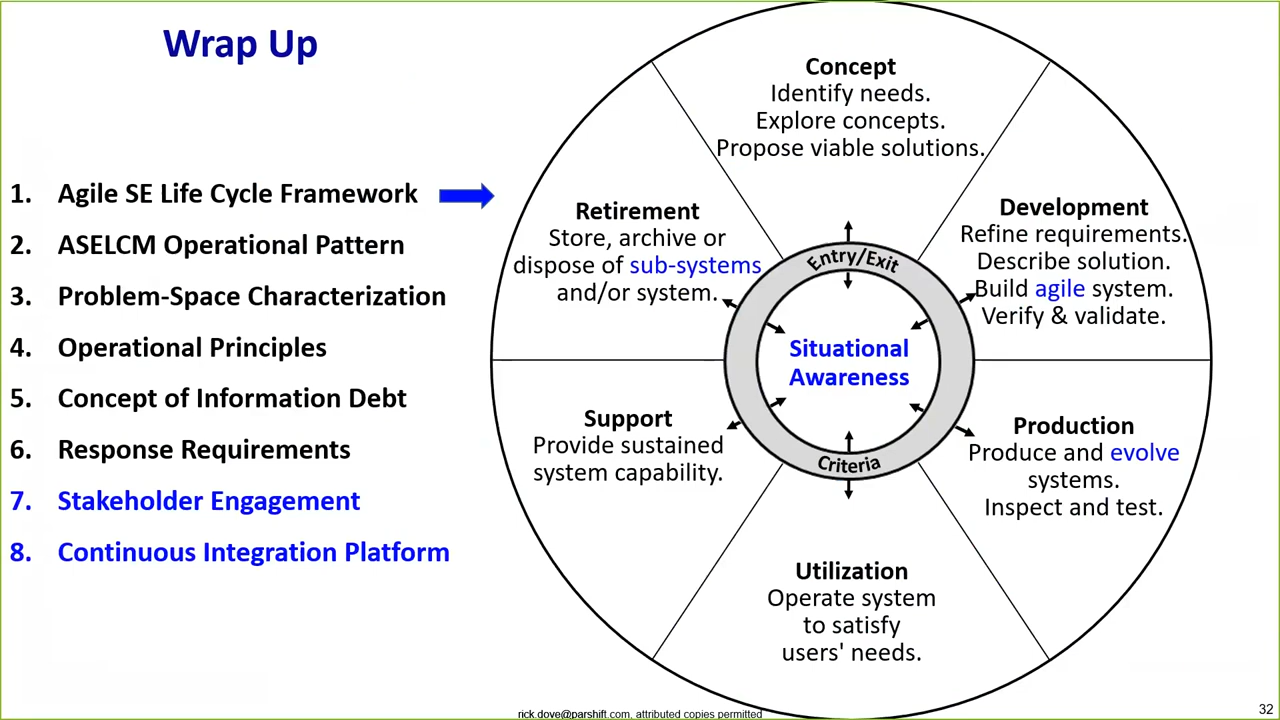 Wrap Up
1. Agile SE Life Cycle Framework
2. ASELCM Operational Pattern
3. Problem-Space Characterization
4. Operational Principles
5. Concept of Information Debt
6. Response Requirements
7. Stakeholder Engagement
8. Continuous Integration Platform
Concept
Identify needs.
Explore concepts.
Propose viable solutions.
Development
Refine requirements.
Describe solution.
Build agile system.
Verify & validate.
Production
Produce and evolve
systems.
Inspect and test.
Utilization
Operate system
to satisfy
users' needs.
Support
Provide sustained
system capability.
Retirement
Store, archive or
dispose of sub-systems
and/or system.
Entry/Exit
Situational
Awareness
Criteria
rick.dove@parshift.com, attributed copies permitted
32